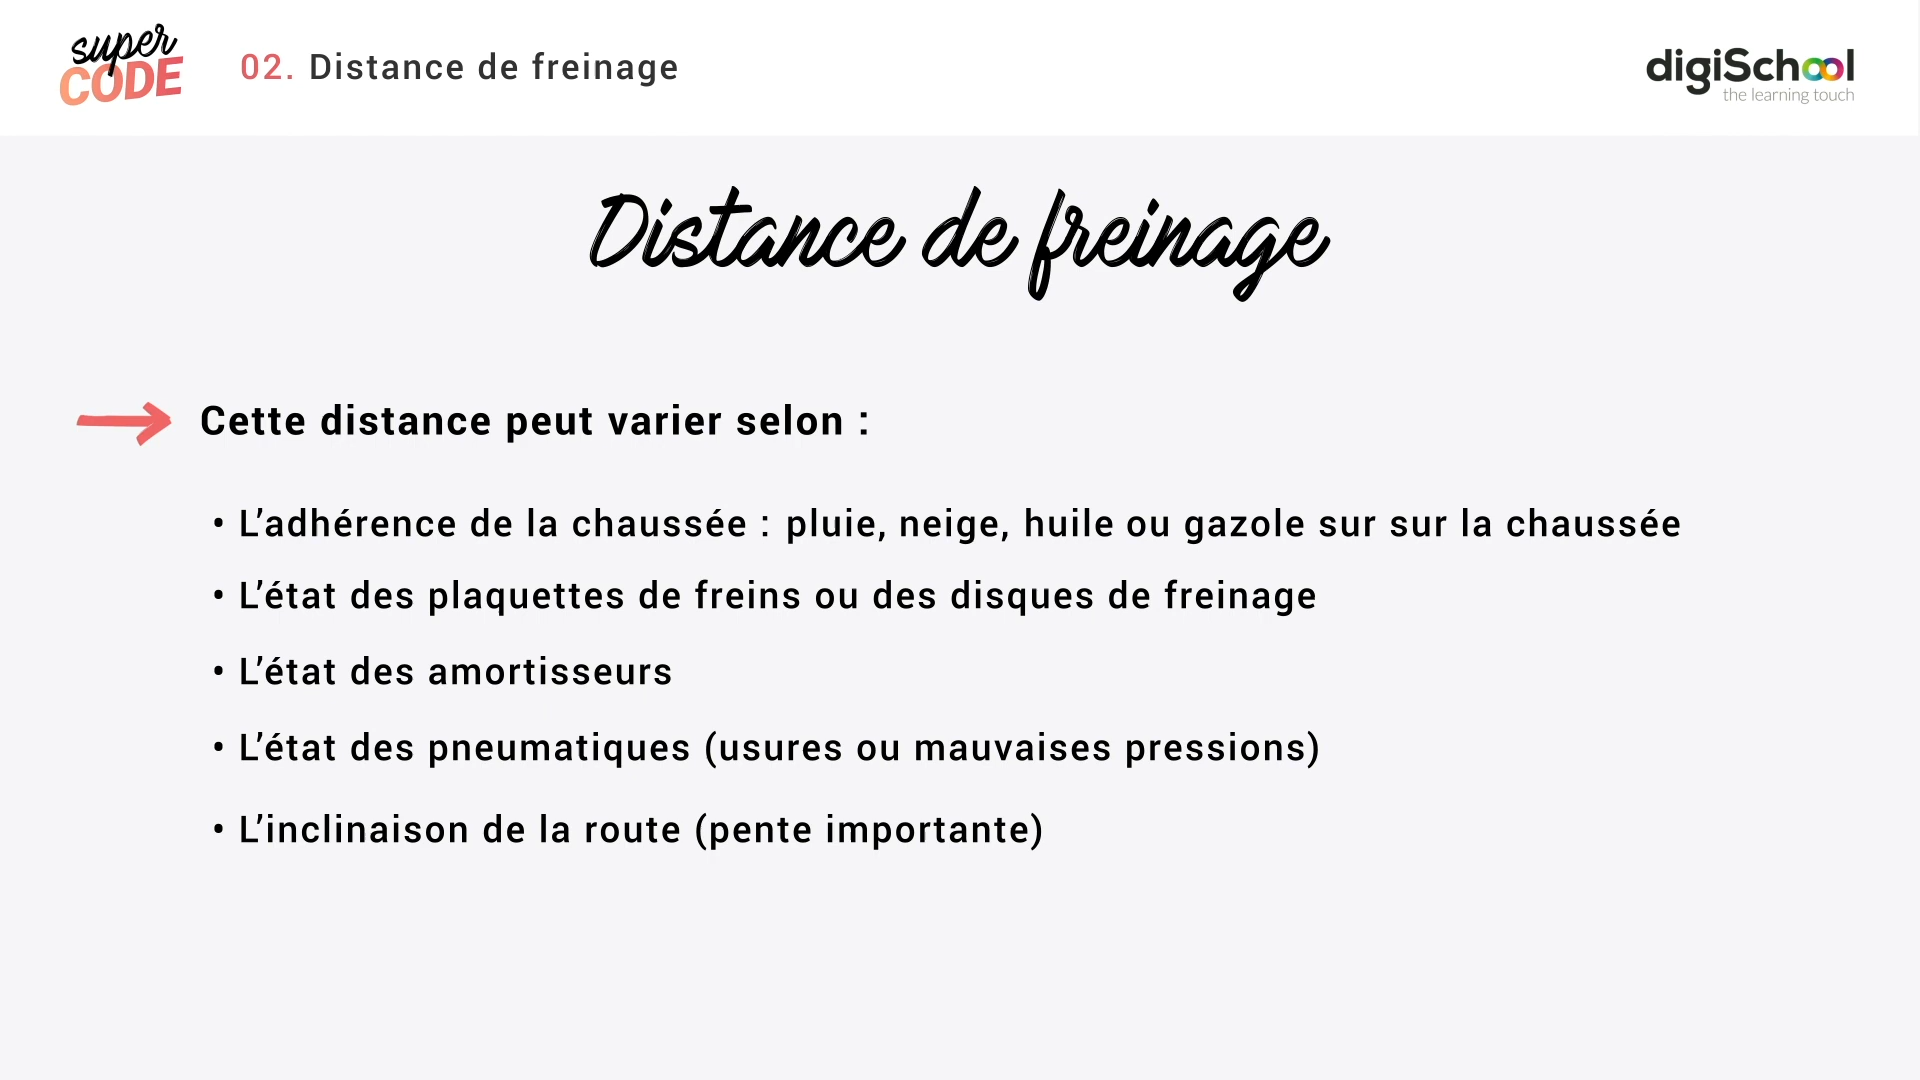 super
CODE
02. Distance de freinage
digiSchool
the learning touch
Distance de freinage
Cette distance peut varier selon :
• L’adhérence de la chaussée : pluie, neige, huile ou gazole sur sur la chaussée
• L’état des plaquettes de freins ou des disques de freinage
• L’état des amortisseurs
• L’état des pneumatiques (usures ou mauvaises pressions)
• L’inclinaison de la route (pente importante)